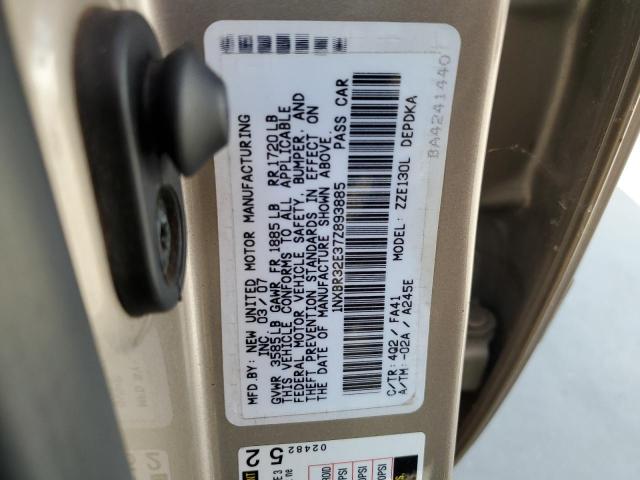 MFD.BY: NEW UNITED MOTOR MANUFACTURING
INC. 03/07
GVWR 3585LB GAWR FR 1885LB RR 1720LB
THIS VEHICLE CONFORMS TO ALL APPLICABLE
FEDERAL MOTOR VEHICLE SAFETY, BUMPER, AND
THEFT PREVENTION STANDARDS IN EFFECT ON
THE DATE OF MANUFACTURE SHOWN ABOVE.
1NXBR32E37Z893885 PASS CAR
C/TR: 4Q2 / FA41 MODEL: ZZE130L DEPDKA
A/TM: -02A / A245E
BA4241440
02482